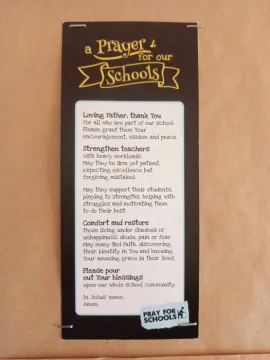 a Prayer
for our
Schools
Loving Father, thank You
for all who are part of our school.
Please grant them Your
encouragement, wisdom and peace.
Strengthen teachers
with heavy workloads.
May they be firm yet patient,
expecting excellence but
forgiving mistakes.
May they support their students:
playing to strengths, helping with
struggles and motivating them
to do their best.
Comfort and restore
those living under shadows of
unhappiness, abuse, pain or fear.
May many find faith, discovering
their identity in You and knowing
Your amazing grace in their lives.
Please pour
out Your blessings
upon our whole school community.
In Jesus' name,
Amen.
PRAY FOR
SCHOOLS